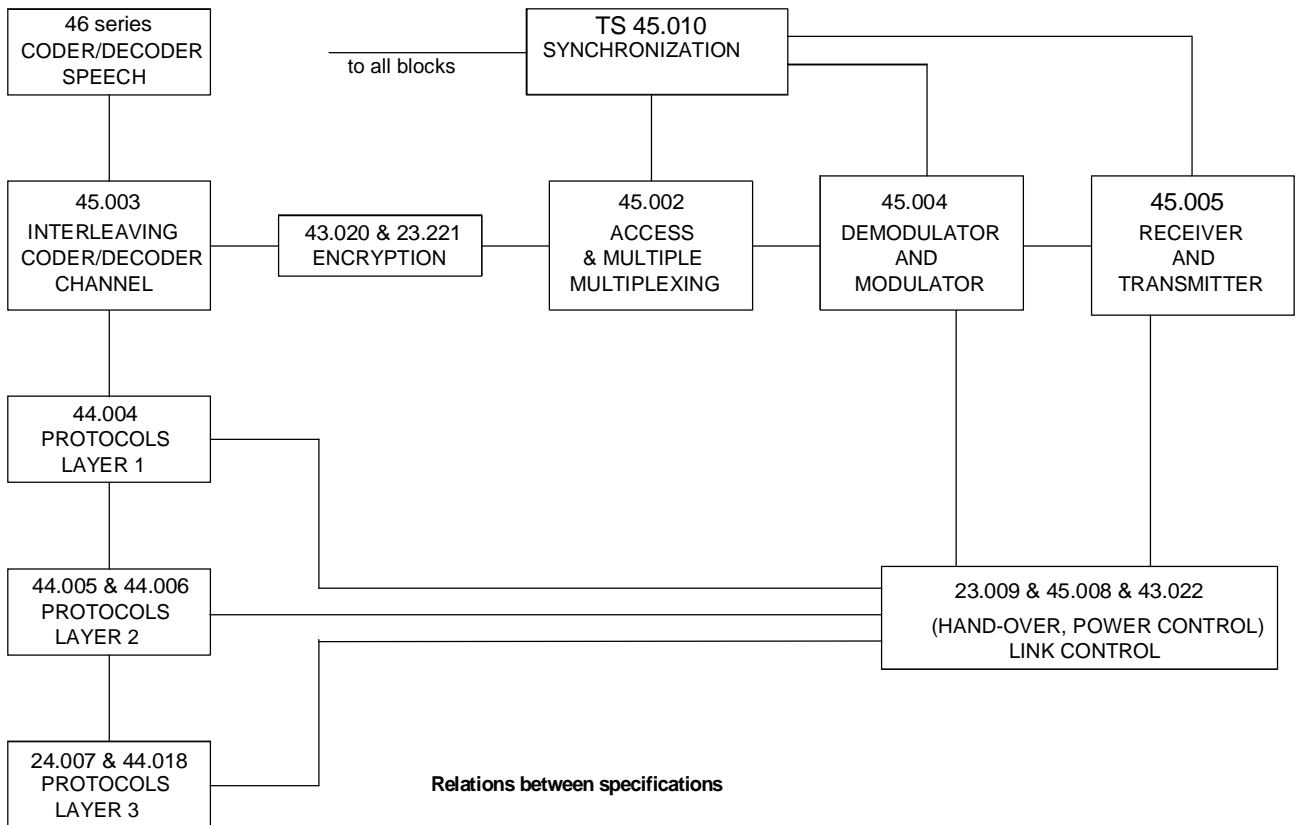 46 series
CODER/DECODER
SPEECH
TS 45.010
SYNCHRONIZATION
to all blocks
45.003
INTERLEAVING
CODER/DECODER
CHANNEL
43.020 & 23.221
ENCRYPTION
45.002
ACCESS
& MULTIPLE
MULTIPLEXING
45.004
DEMODULATOR
AND
MODULATOR
45.005
RECEIVER
AND
TRANSMITTER
44.004
PROTOCOLS
LAYER 1
44.005 & 44.006
PROTOCOLS
LAYER 2
23.009 & 45.008 & 43.022
(HAND-OVER, POWER CONTROL)
LINK CONTROL
24.007 & 44.018
PROTOCOLS
LAYER 3
Relations between specifications